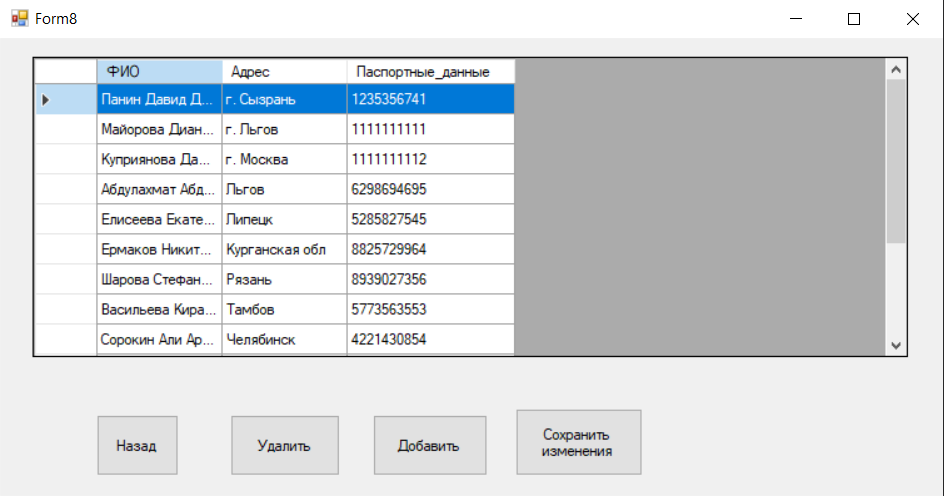 Form8
ФИО Адрес Паспортные_данные
Панин Давид Д... г. Сызрань 1235356741
Майорова Диан... г. Льгов 1111111111
Куприянова Да... г. Москва 1111111112
Абдулахмат Абд... Льгов 6298694695
Елисеева Екате... Липецк 5285827545
Ермаков Никит... Курганская обл 8825729964
Шарова Стефан... Рязань 8939027356
Васильева Кира... Тамбов 5773563553
Сорокин Али Ар... Челябинск 4221430854
Назад Удалить Добавить Сохранить
изменения